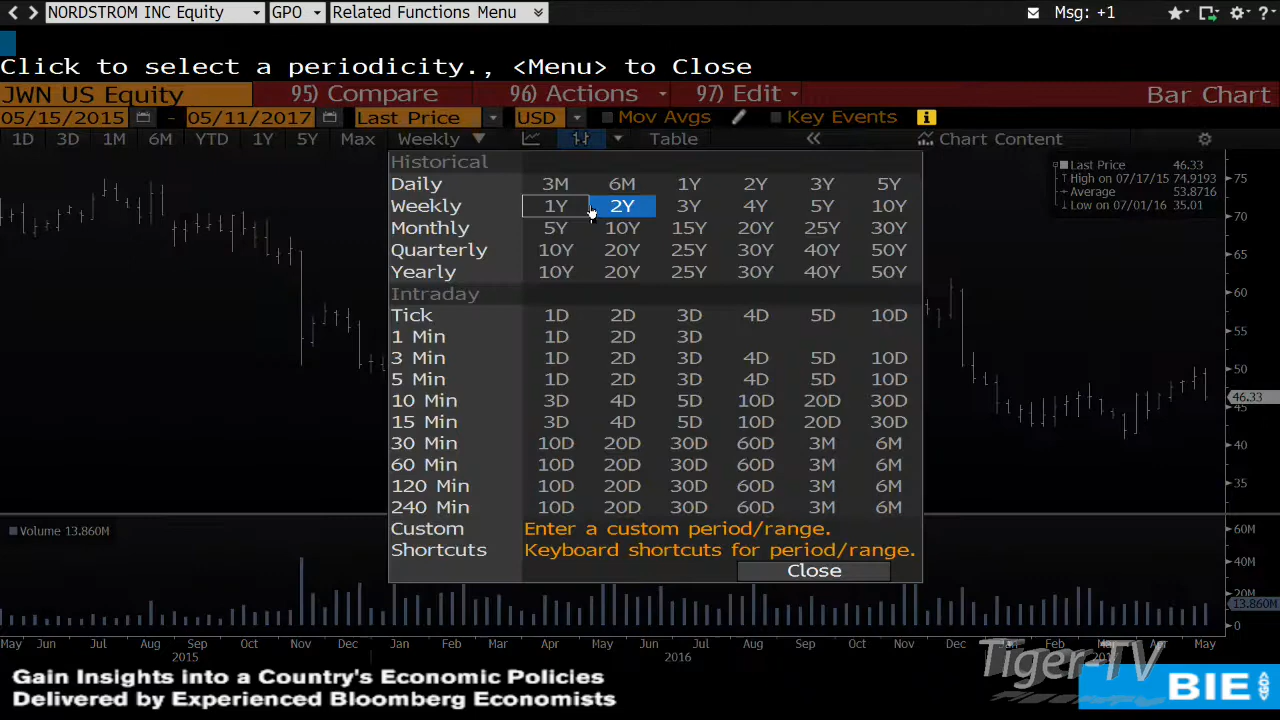 NORDSTROM INC Equity GPO Related Functions Menu Msg: +1
Click to select a periodicity., <Menu> to Close
JWN US Equity 95) Compare 96) Actions 97) Edit Bar Chart
05/15/2015 - 05/11/2017 Last Price USD Mov Avgs Key Events
1D 3D 1M 6M YTD 1Y 5Y Max Weekly Table « Chart Content
Historical
Daily 3M 6M 1Y 2Y 3Y 5Y
Weekly 1Y 2Y 3Y 4Y 5Y 10Y
Monthly 5Y 10Y 15Y 20Y 25Y 30Y
Quarterly 10Y 20Y 25Y 30Y 40Y 50Y
Yearly 10Y 20Y 25Y 30Y 40Y 50Y
Intraday
Tick 1D 2D 3D 4D 5D 10D
1 Min 1D 2D 3D
3 Min 1D 2D 3D 4D 5D 10D
5 Min 1D 2D 3D 4D 5D 10D
10 Min 3D 4D 5D 10D 20D 30D
15 Min 3D 4D 5D 10D 20D 30D
30 Min 10D 20D 30D 60D 3M 6M
60 Min 10D 20D 30D 60D 3M 6M
120 Min 10D 20D 30D 60D 3M 6M
240 Min 10D 20D 30D 60D 3M 6M
Custom Enter a custom period/range.
Shortcuts Keyboard shortcuts for period/range.
Close
Last Price 46.33
High on 07/17/15 74.9193
Average 53.8716
Low on 07/01/16 35.01
75
70
65
60
55
50
46.33
45
40
35
Volume 13.860M
60M
40M
20M
13.860M
0
May Jun Jul Aug Sep Oct Nov Dec Jan Feb Mar Apr May Jun Jul Aug Sep Oct Nov Dec Jan Feb Mar Apr May
2015 2016
Tiger-TV
Gain Insights into a Country's Economic Policies
Delivered by Experienced Bloomberg Economists
BIE